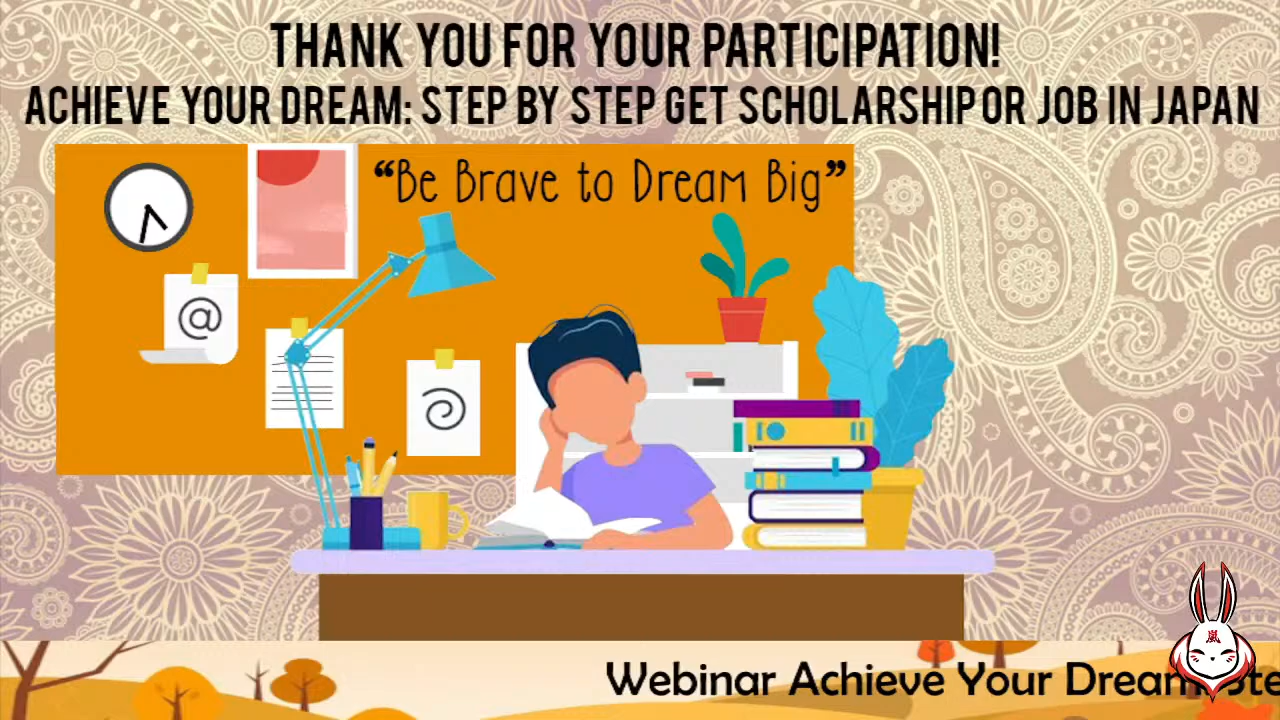 THANK YOU FOR YOUR PARTICIPATION!
ACHIEVE YOUR DREAM: STEP BY STEP GET SCHOLARSHIP OR JOB IN JAPAN
“Be Brave to Dream Big”
@
嵐
Webinar Achieve Your Dream